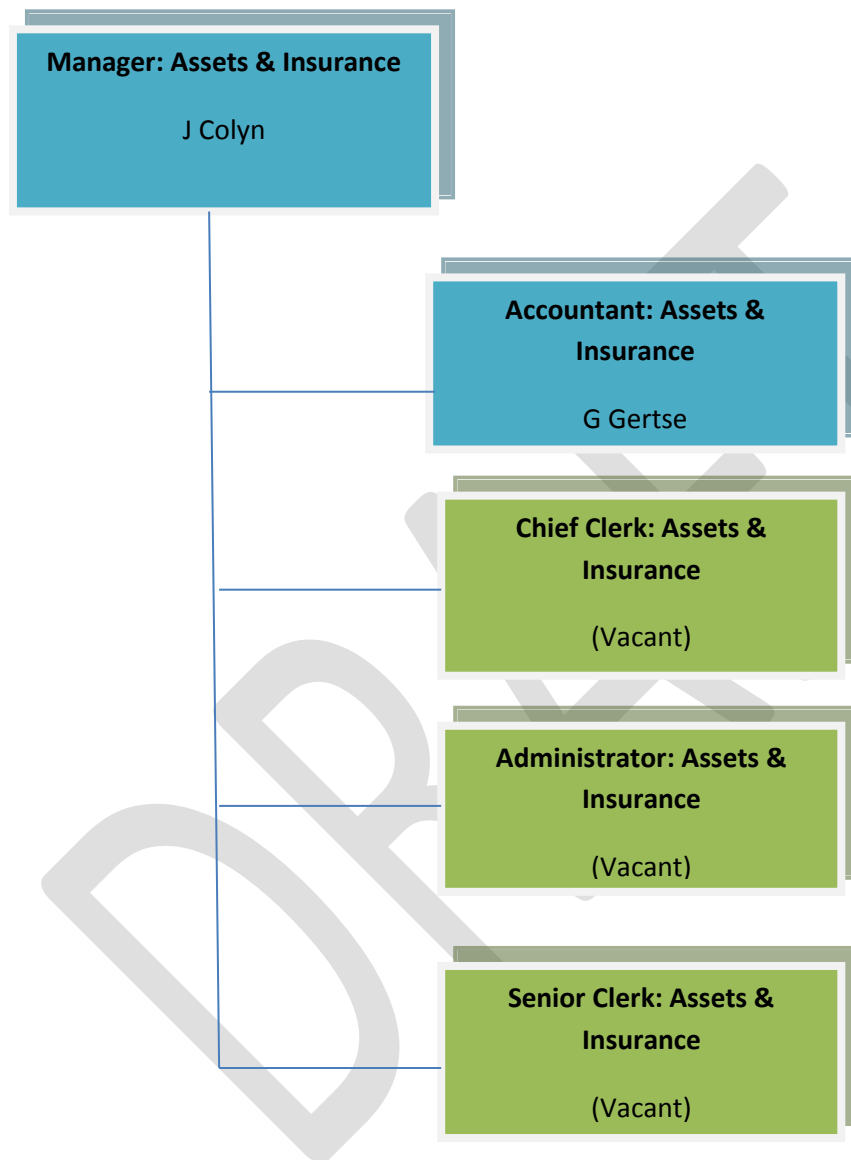 Manager: Assets & Insurance
J Colyn
Accountant: Assets &
Insurance
G Gertse
Chief Clerk: Assets &
Insurance
(Vacant)
Administrator: Assets &
Insurance
(Vacant)
Senior Clerk: Assets &
Insurance
(Vacant)
DRAFT